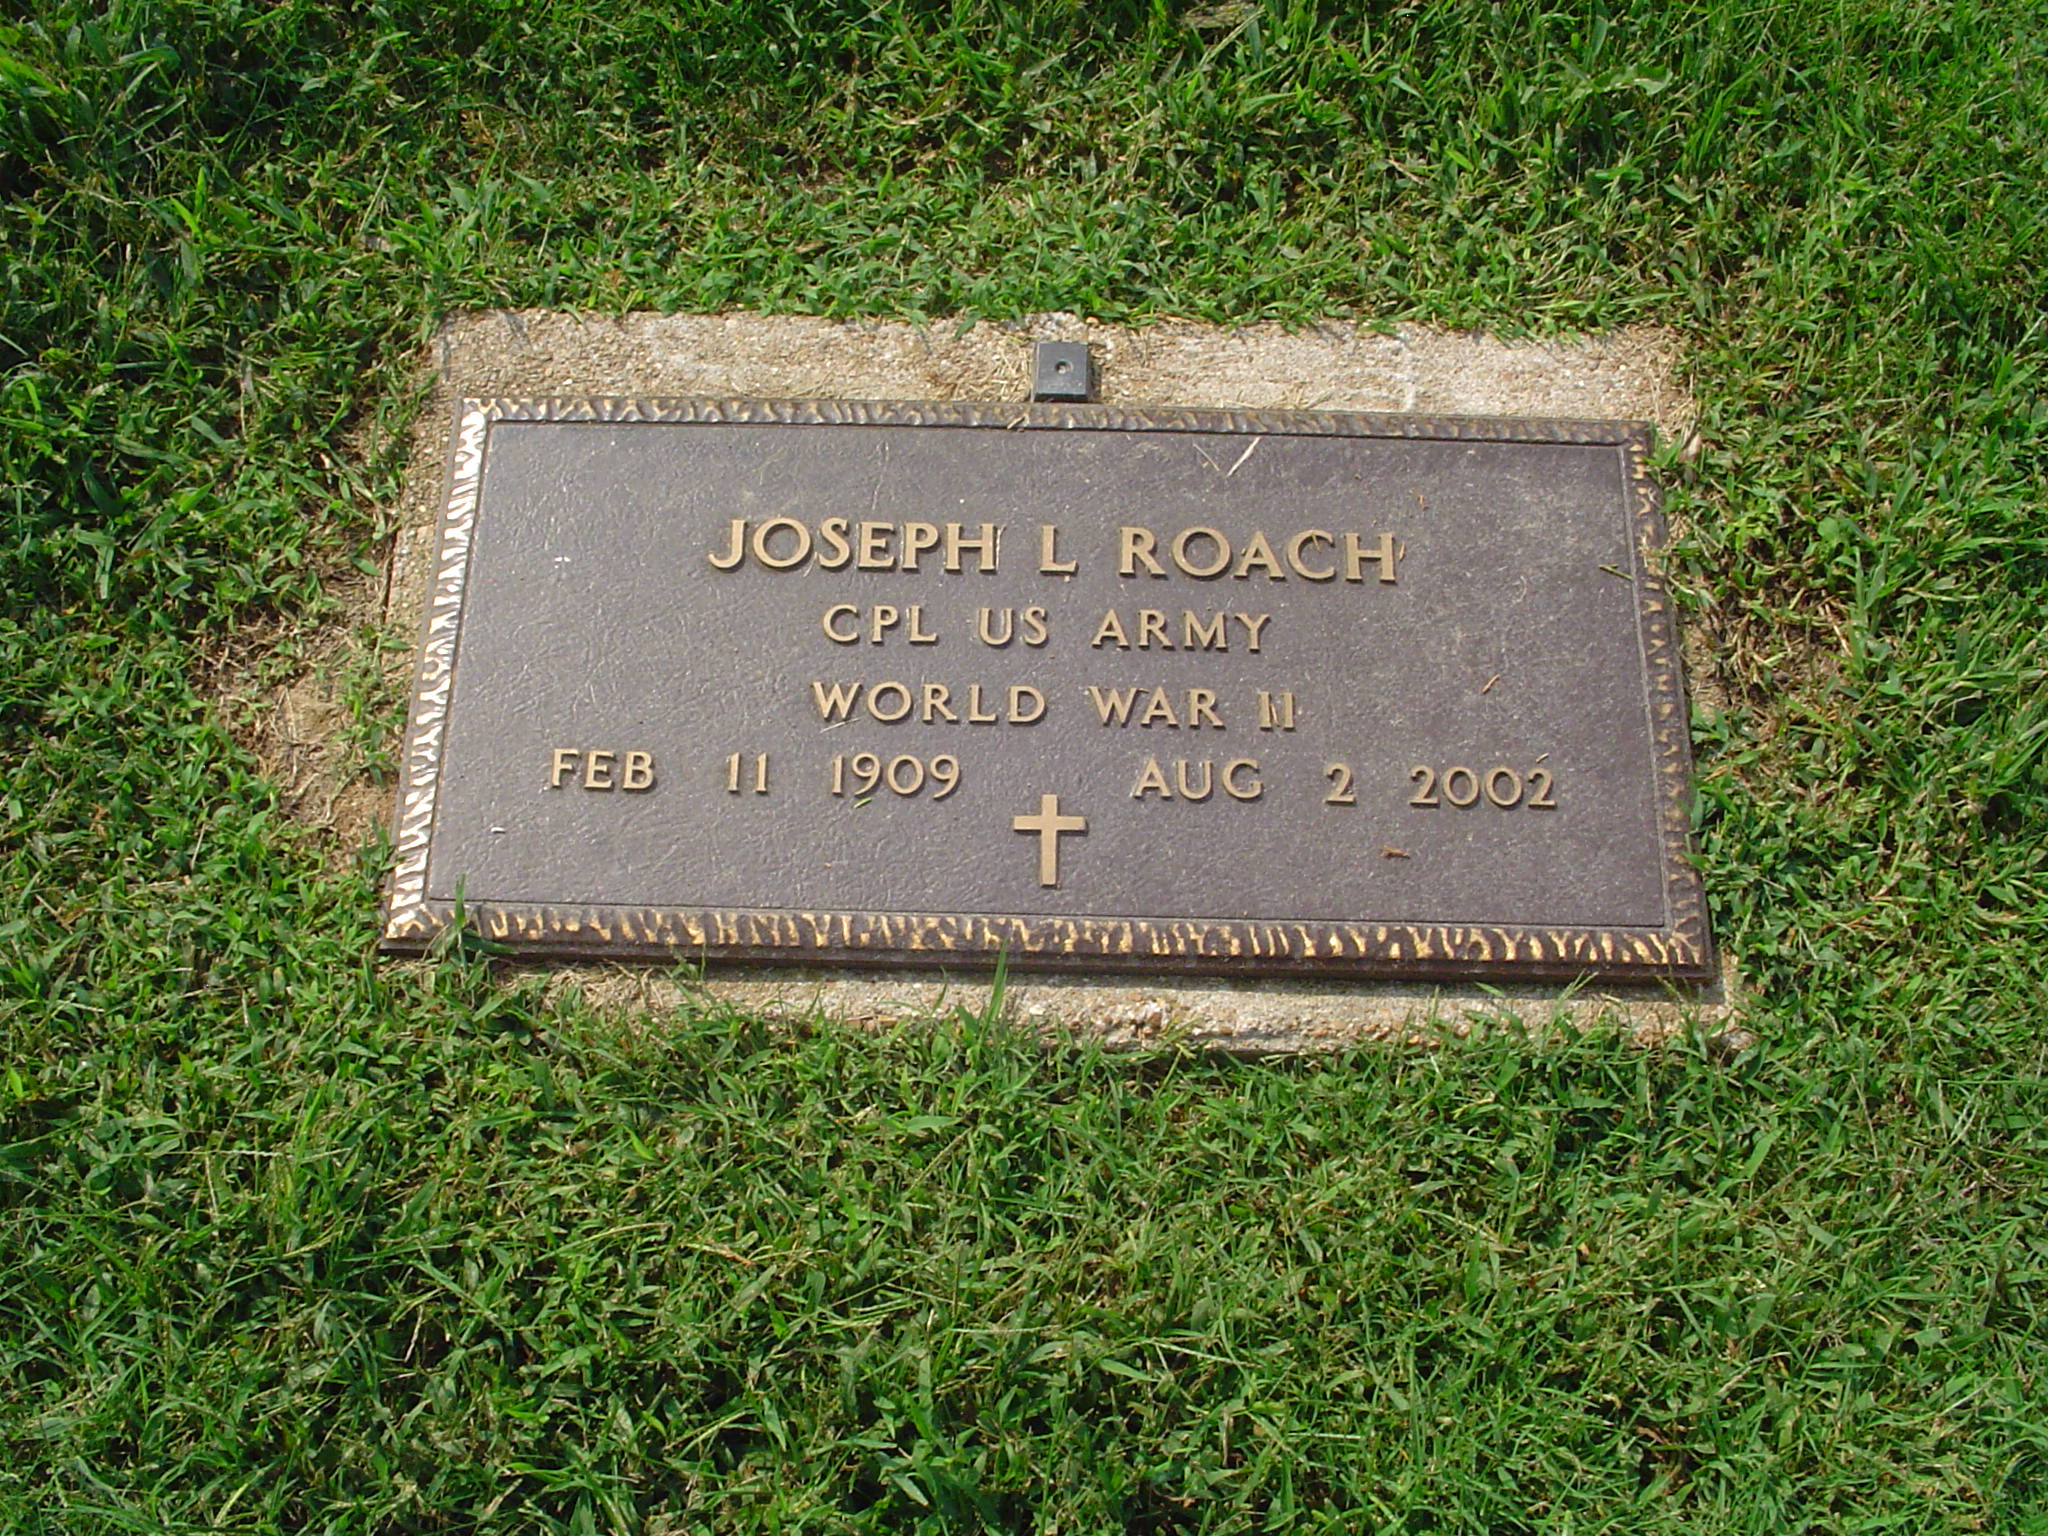 JOSEPH L ROACH
CPL US ARMY
WORLD WAR II
FEB 11 1909 AUG 2 2002